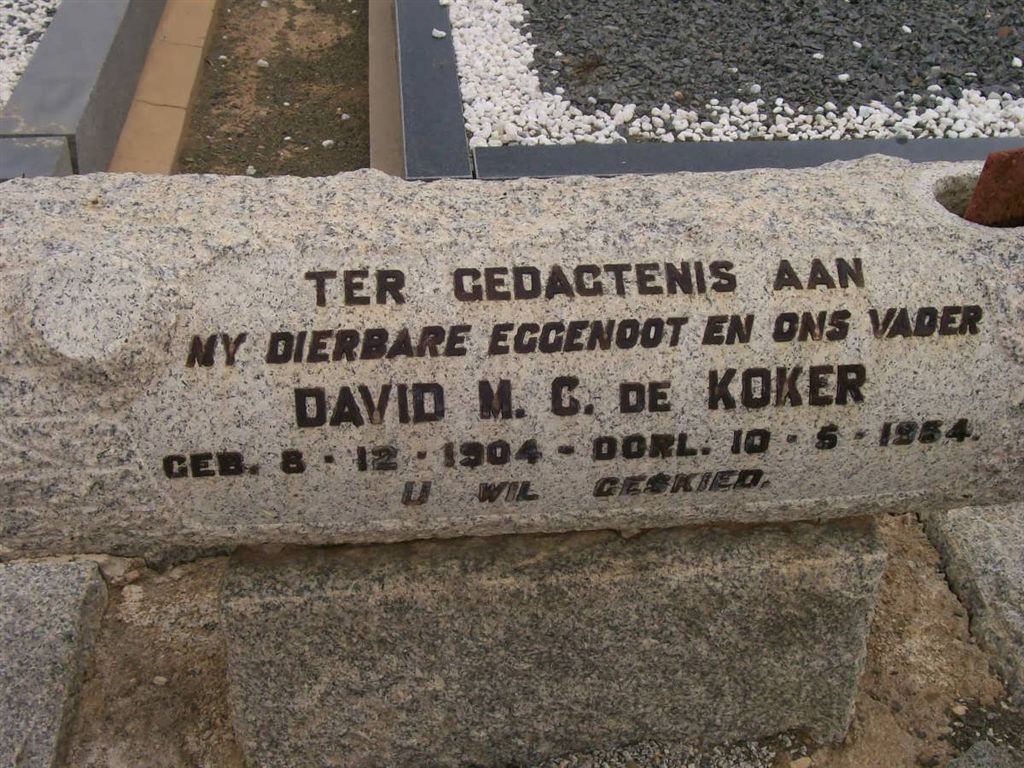 TER GEDAGTENIS AAN
MY DIERBARE EGGENOOT EN ONS VADER
DAVID M. C. DE KOKER
GEB. 8 · 12 · 1904 - OORL. 10 · 5 · 1954.
U WIL GESKIED.